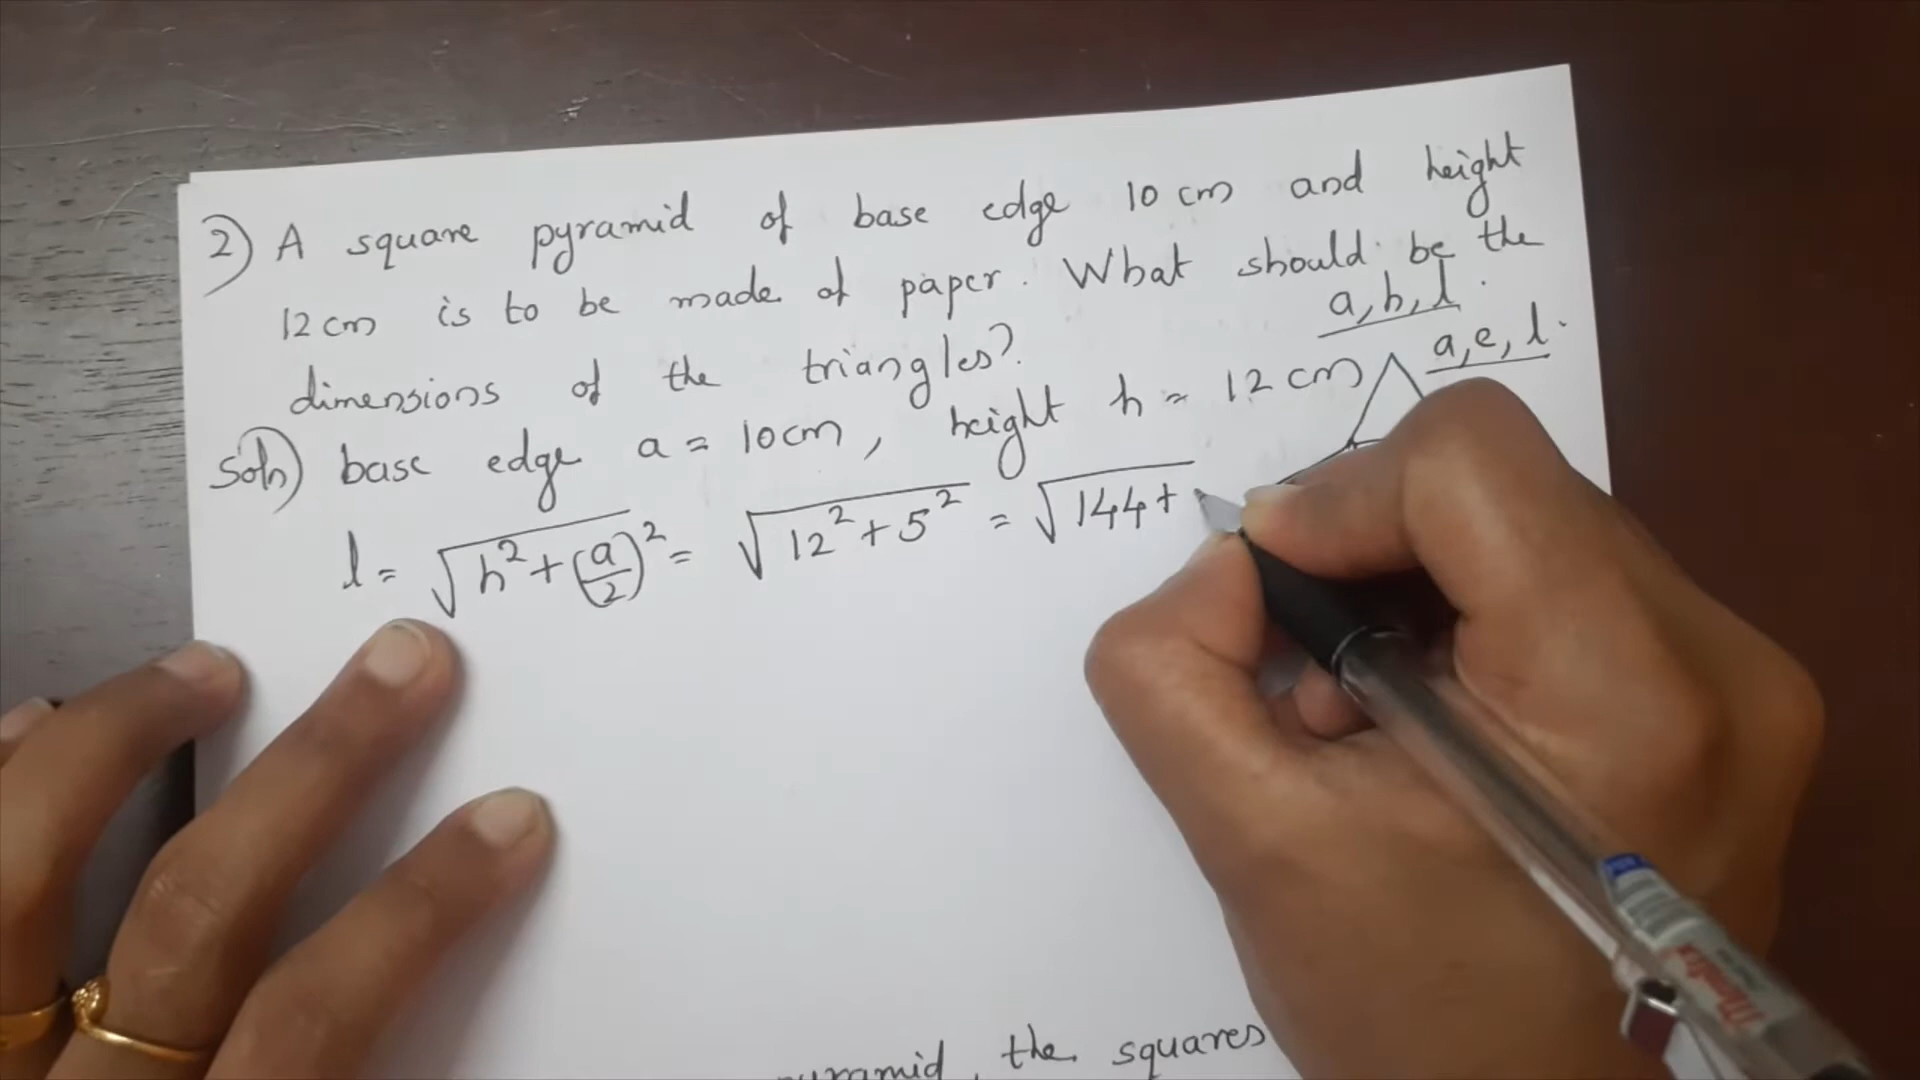 2) A square pyramid of base edge 10 cm and height
12 cm is to be made of paper. What should be the
a, h, l.
dimensions of the triangles?
a, e, l.
Soln) base edge a = 10cm, height h = 12 cm
l = √h² + (a/2)² = √12² + 5² = √144 +
pyramid, the squares